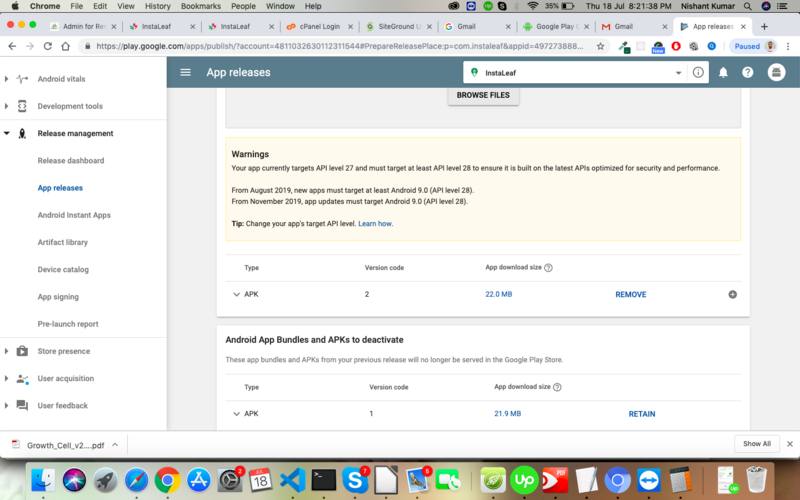 Chrome File Edit View History Bookmarks People Window Help
35% Thu 18 Jul 8:21:38 PM Nishant Kumar
Admin for Re
InstaLeaf
InstaLeaf
cPanel Login
SiteGround U
Gmail
Android Play
Gmail
App releases
https://play.google.com/apps/publish/?account=4811032630112311544#PrepareReleasePlace:p=com.instaleaf&appid=497273888...
New
Paused
Android vitals
Development tools
Release management
Release dashboard
App releases
Android Instant Apps
Artifact library
Device catalog
App signing
Pre-launch report
Store presence
User acquisition
User feedback
App releases
InstaLeaf
BROWSE FILES
Warnings
Your app currently targets API level 27 and must target at least API level 28 to ensure it is built on the latest APIs optimized for security and performance.
From August 2019, new apps must target at least Android 9.0 (API level 28).
From November 2019, app updates must target Android 9.0 (API level 28).
Tip: Change your app's target API level. Learn how.
Type Version code App download size
APK 2 22.0 MB REMOVE
Android App Bundles and APKs to deactivate
These app bundles and APKs from your previous release will no longer be served in the Google Play Store.
Type Version code App download size
APK 1 21.9 MB RETAIN
Growth_Cell_v2....pdf
Show All
2
JUL
18
7
5
Up
PDF